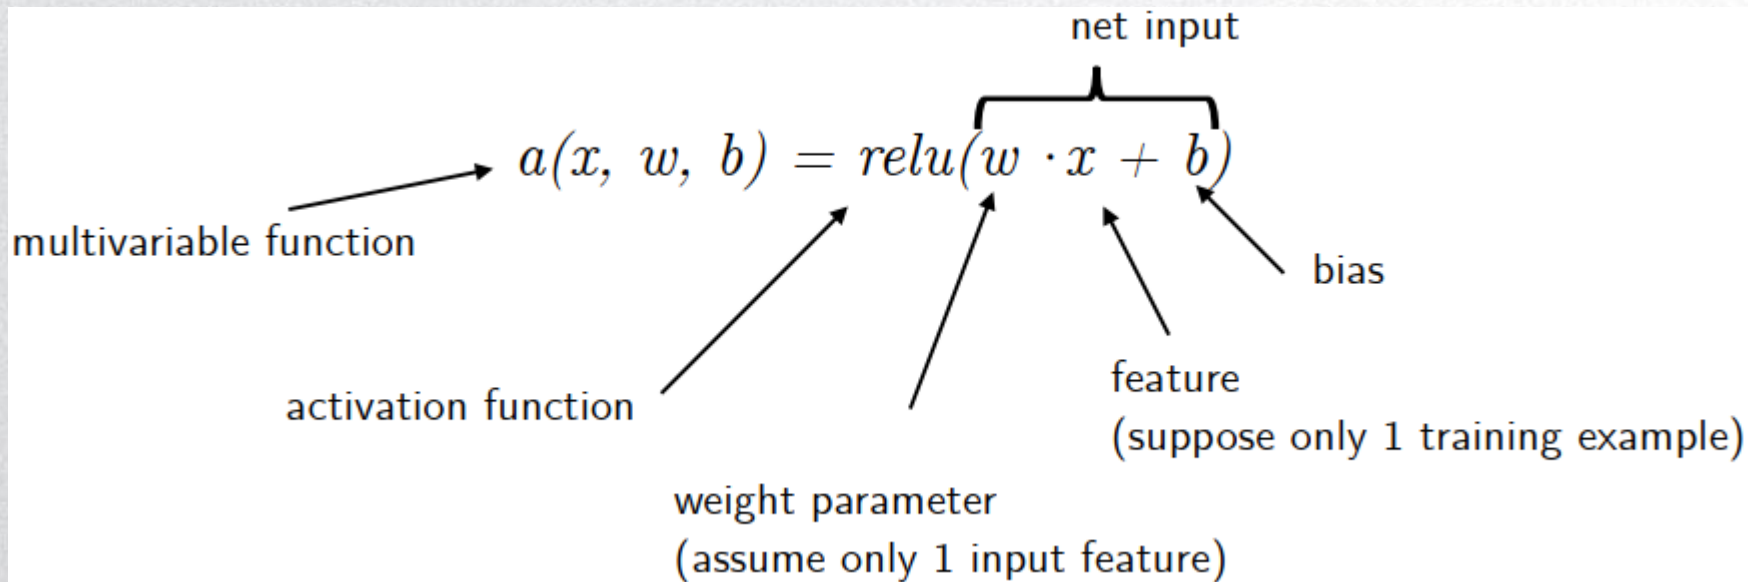 net input
a(x, w, b) = relu(w · x + b)
multivariable function
bias
activation function
feature
(suppose only 1 training example)
weight parameter
(assume only 1 input feature)